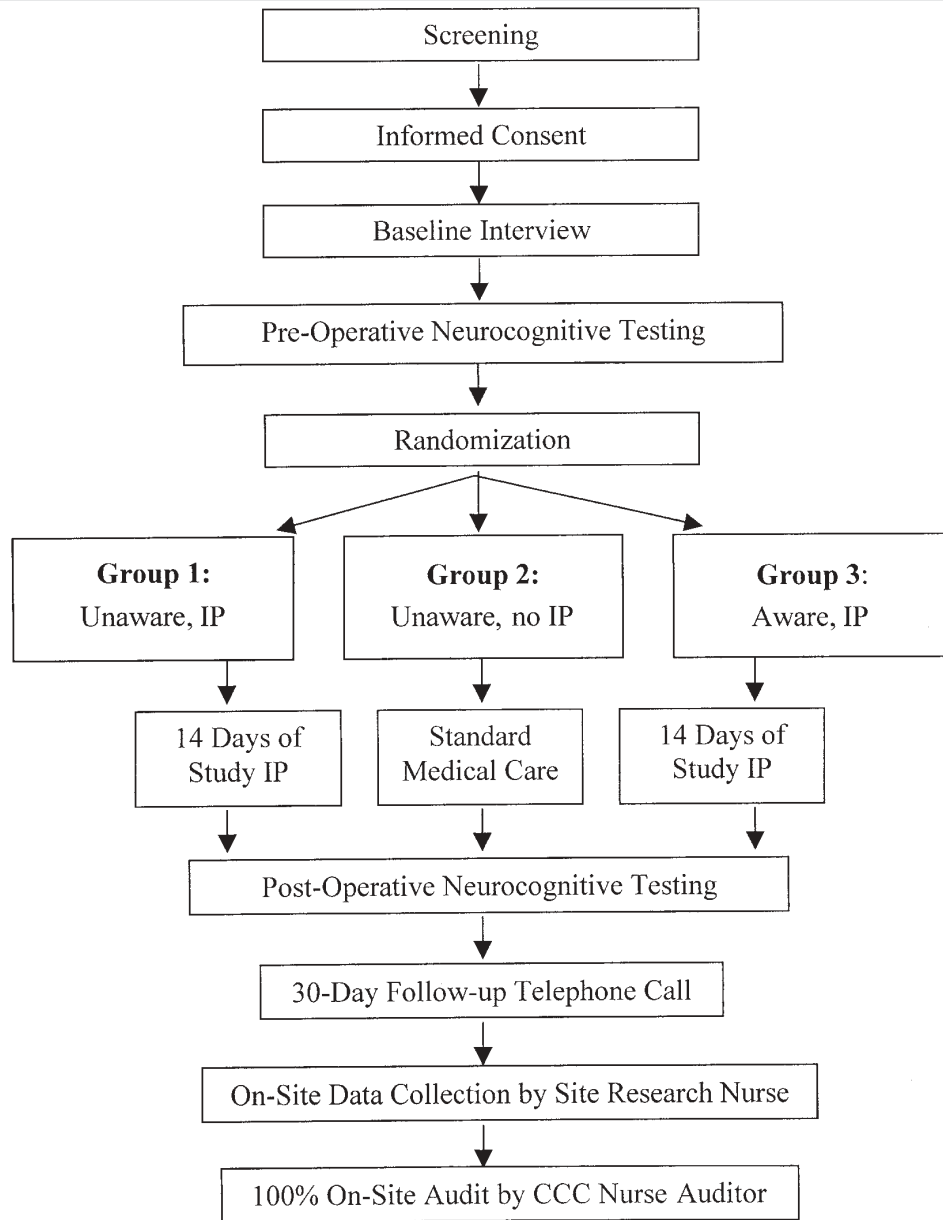 Screening
Informed Consent
Baseline Interview
Pre-Operative Neurocognitive Testing
Randomization
Group 1:
Unaware, IP
Group 2:
Unaware, no IP
Group 3:
Aware, IP
14 Days of
Study IP
Standard
Medical Care
14 Days of
Study IP
Post-Operative Neurocognitive Testing
30-Day Follow-up Telephone Call
On-Site Data Collection by Site Research Nurse
100% On-Site Audit by CCC Nurse Auditor